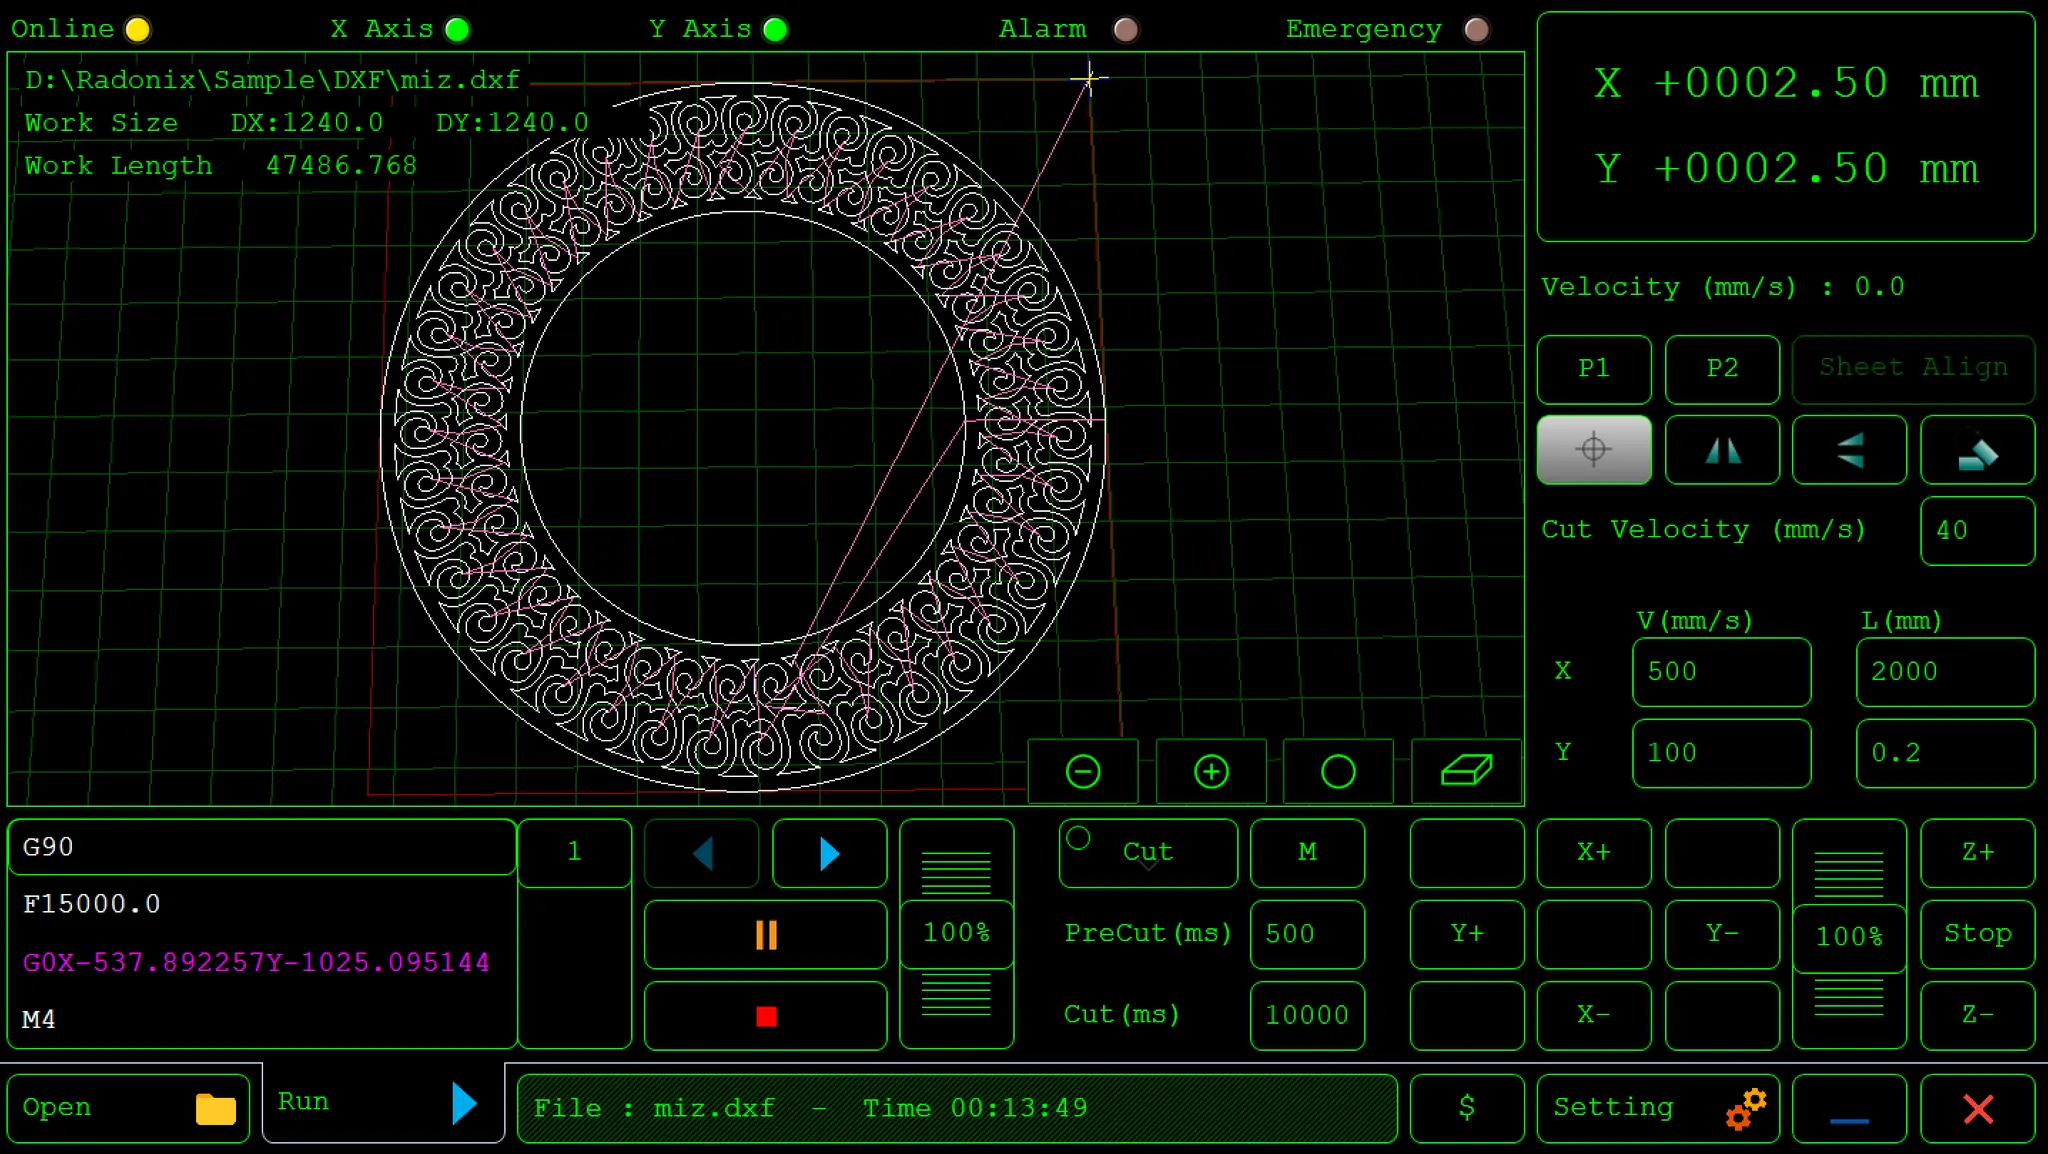 Online X Axis Y Axis Alarm Emergency
D:\Radonix\Sample\DXF\miz.dxf
Work Size DX:1240.0 DY:1240.0
Work Length 47486.768
X +0002.50 mm
Y +0002.50 mm
Velocity (mm/s) : 0.0
P1 P2 Sheet Align
Cut Velocity (mm/s) 40
V(mm/s) L(mm)
X 500 2000
Y 100 0.2
G90
F15000.0
G0X-537.892257Y-1025.095144
M4
1
100%
Cut M
PreCut(ms) 500
Cut(ms) 10000
X+
Y+ Y-
X-
100%
Z+
Stop
Z-
Open Run File : miz.dxf - Time 00:13:49 $ Setting